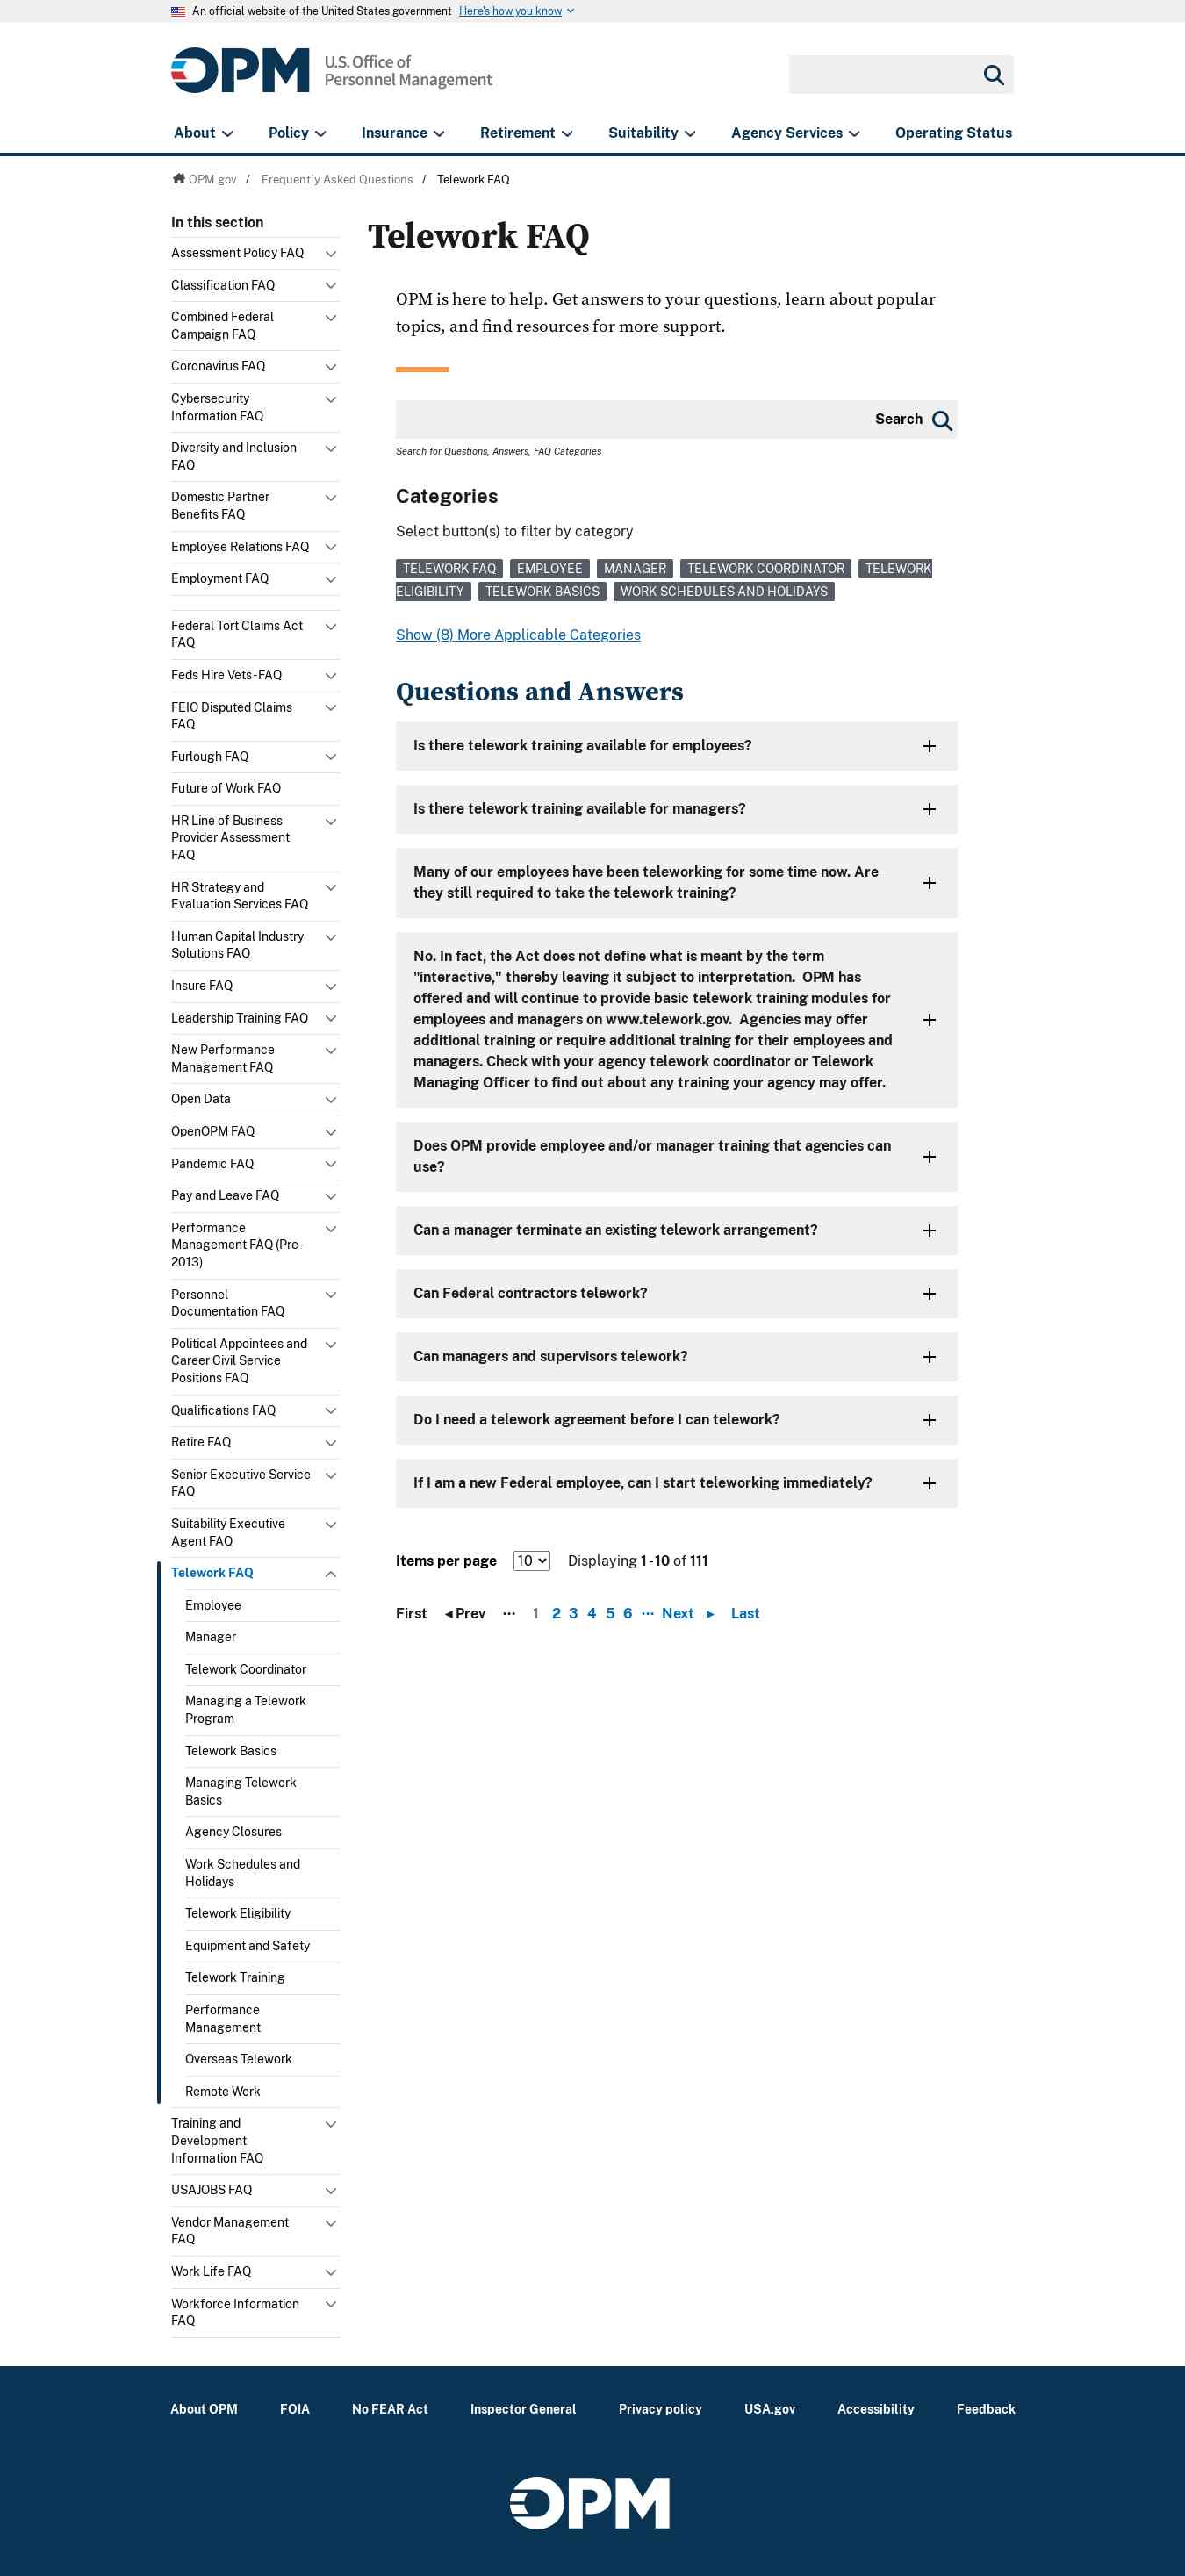 An official website of the United States government Here's how you know
OPM U.S. Office of
Personnel Management
About Policy Insurance Retirement Suitability Agency Services Operating Status
OPM.gov / Frequently Asked Questions / Telework FAQ
In this section
Assessment Policy FAQ
Classification FAQ
Combined Federal
Campaign FAQ
Coronavirus FAQ
Cybersecurity
Information FAQ
Diversity and Inclusion
FAQ
Domestic Partner
Benefits FAQ
Employee Relations FAQ
Employment FAQ
Federal Tort Claims Act
FAQ
Feds Hire Vets-FAQ
FEIO Disputed Claims
FAQ
Furlough FAQ
Future of Work FAQ
HR Line of Business
Provider Assessment
FAQ
HR Strategy and
Evaluation Services FAQ
Human Capital Industry
Solutions FAQ
Insure FAQ
Leadership Training FAQ
New Performance
Management FAQ
Open Data
OpenOPM FAQ
Pandemic FAQ
Pay and Leave FAQ
Performance
Management FAQ (Pre-
2013)
Personnel
Documentation FAQ
Political Appointees and
Career Civil Service
Positions FAQ
Qualifications FAQ
Retire FAQ
Senior Executive Service
FAQ
Suitability Executive
Agent FAQ
Telework FAQ
Employee
Manager
Telework Coordinator
Managing a Telework
Program
Telework Basics
Managing Telework
Basics
Agency Closures
Work Schedules and
Holidays
Telework Eligibility
Equipment and Safety
Telework Training
Performance
Management
Overseas Telework
Remote Work
Training and
Development
Information FAQ
USAJOBS FAQ
Vendor Management
FAQ
Work Life FAQ
Workforce Information
FAQ
Telework FAQ
OPM is here to help. Get answers to your questions, learn about popular
topics, and find resources for more support.
Search
Search for Questions, Answers, FAQ Categories
Categories
Select button(s) to filter by category
TELEWORK FAQ EMPLOYEE MANAGER TELEWORK COORDINATOR TELEWORK
ELIGIBILITY TELEWORK BASICS WORK SCHEDULES AND HOLIDAYS
Show (8) More Applicable Categories
Questions and Answers
Is there telework training available for employees?
Is there telework training available for managers?
Many of our employees have been teleworking for some time now. Are
they still required to take the telework training?
No. In fact, the Act does not define what is meant by the term
"interactive," thereby leaving it subject to interpretation. OPM has
offered and will continue to provide basic telework training modules for
employees and managers on www.telework.gov. Agencies may offer
additional training or require additional training for their employees and
managers. Check with your agency telework coordinator or Telework
Managing Officer to find out about any training your agency may offer.
Does OPM provide employee and/or manager training that agencies can
use?
Can a manager terminate an existing telework arrangement?
Can Federal contractors telework?
Can managers and supervisors telework?
Do I need a telework agreement before I can telework?
If I am a new Federal employee, can I start teleworking immediately?
Items per page 10 Displaying 1 - 10 of 111
First ◂ Prev ··· 1 2 3 4 5 6 ··· Next ▸ Last
About OPM FOIA No FEAR Act Inspector General Privacy policy USA.gov Accessibility Feedback
OPM